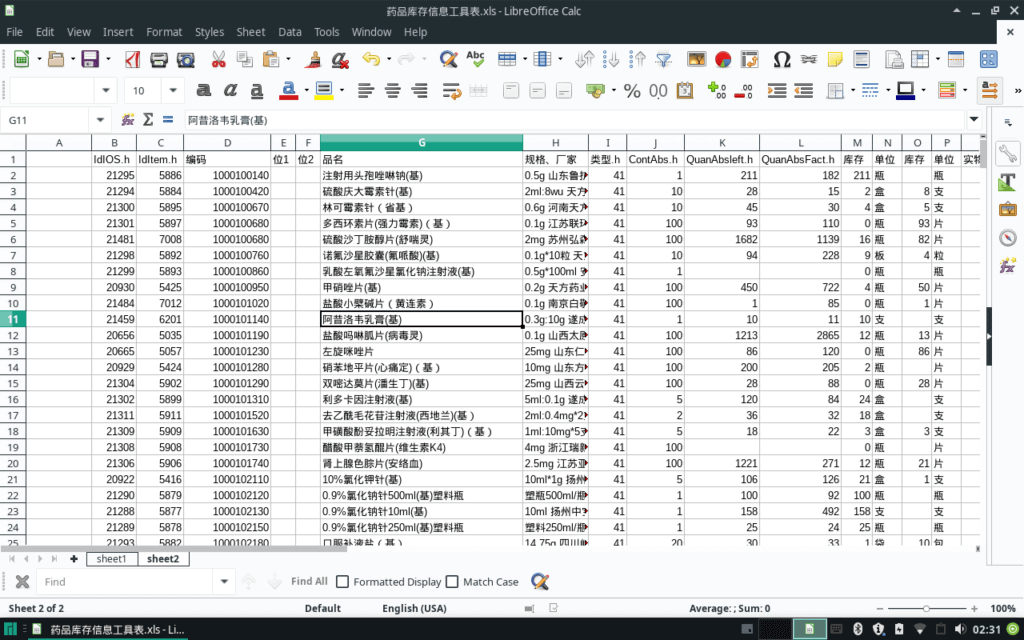 药品库存信息工具表.xls - LibreOffice Calc
File Edit View Insert Format Styles Sheet Data Tools Window Help
10
G11 阿昔洛韦乳膏(基)
A B C D E F G H I J K L M N O P
1 IdIOS.h IdItem.h 编码 位1 位2 品名 规格、厂家 类型.h ContAbs.h QuanAbsleft.h QuanAbsFact.h 库存 单位 库存 单位 实物
2 21295 5886 1000100140 注射用头孢唑啉钠(基) 0.5g 山东鲁抗 41 1 211 182 211 瓶 瓶
3 21294 5884 1000100420 硫酸庆大霉素针(基) 2ml:8wu 天方 41 10 28 15 2 盒 8 支
4 21300 5895 1000100670 林可霉素针（省基） 0.6g 河南天方 41 10 45 30 4 盒 5 支
5 21301 5897 1000100680 多西环素片(强力霉素)（基） 0.1g 江苏联环 41 100 93 110 0 瓶 93 片
6 21481 7008 1000100680 硫酸沙丁胺醇片(舒喘灵) 2mg 苏州弘森 41 100 1682 1139 16 瓶 82 片
7 21298 5892 1000100760 诺氟沙星胶囊(氟哌酸)(基) 0.1g*10粒 天 41 10 94 228 9 板 4 粒
8 21299 5893 1000100860 乳酸左氧氟沙星氯化钠注射液(基) 0.5g*100ml 41 1 0 瓶 瓶
9 20930 5425 1000100950 甲硝唑片(基) 0.2g 天方药业 41 100 450 722 4 瓶 50 片
10 21484 7012 1000101020 盐酸小檗碱片（黄连素） 0.1g 南京白敬 41 100 1 85 0 瓶 1 片
11 21459 6201 1000101140 阿昔洛韦乳膏(基) 0.3g:10g 遂成 41 1 10 11 10 支 支
12 20656 5035 1000101190 盐酸吗啉胍片(病毒灵) 0.1g 山西太原 41 100 1213 2865 12 瓶 13 片
13 20665 5057 1000101230 左旋咪唑片 25mg 山东仁 41 100 86 120 0 瓶 86 片
14 20929 5424 1000101280 硝苯地平片(心痛定)（基） 10mg 山东方 41 100 200 205 2 瓶 片
15 21304 5902 1000101290 双嘧达莫片(潘生丁)(基) 25mg 山西云 41 100 28 88 0 瓶 28 片
16 21302 5899 1000101310 利多卡因注射液(基) 5ml:0.1g 遂成 41 5 120 84 24 盒 支
17 21311 5911 1000101520 去乙酰毛花苷注射液(西地兰)(基） 2ml:0.4mg*2 41 2 36 32 18 盒 支
18 21309 5909 1000101630 甲磺酸酚妥拉明注射液(利其丁)（基） 1ml:10mg*5 41 5 18 22 3 盒 3 支
19 21308 5908 1000101730 醋酸甲萘氢醌片(维生素K4) 4mg 浙江瑞新 41 100 0 瓶 片
20 21306 5906 1000101740 肾上腺色腙片(安络血) 2.5mg 江苏亚 41 100 1221 271 12 瓶 21 片
21 20922 5416 1000102110 10%氯化钾针(基) 10ml*1g 扬州 41 5 106 126 21 盒 1 支
22 21290 5879 1000102120 0.9%氯化钠针500ml(基)塑料瓶 塑瓶500ml/瓶 41 1 100 92 100 瓶 瓶
23 21288 5877 1000102130 0.9%氯化钠针10ml(基) 10ml 扬州中 41 1 158 492 158 支 支
24 21289 5878 1000102150 0.9%氯化钠针250ml(基)塑料瓶 塑料250ml/瓶 41 1 25 24 25 瓶 瓶
25 21293 5882 1000102180 口服补液盐（基） 14.75g 四川 41 20 30 33 1 袋 10 包
sheet1 sheet2
Find Find All Formatted Display Match Case
Sheet 2 of 2 Default English (USA) Average: ; Sum: 0 100%
药品库存信息工具表.xls - Li... 02:31